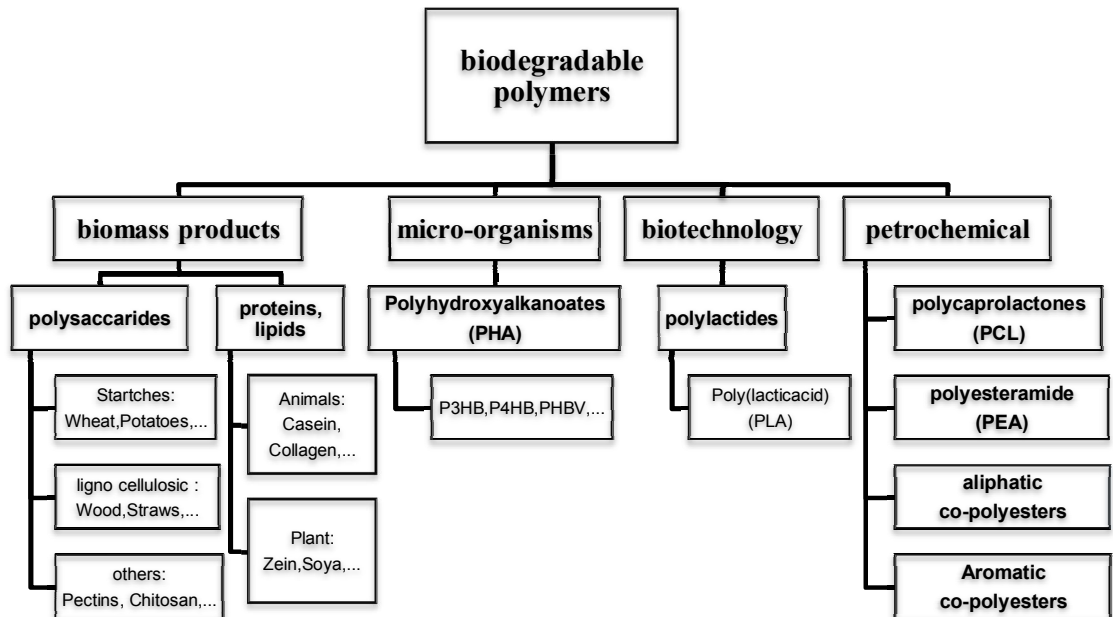 biodegradable
polymers
biomass products
micro-organisms
biotechnology
petrochemical
polysaccarides
proteins,
lipids
Polyhydroxyalkanoates
(PHA)
polylactides
polycaprolactones
(PCL)
Startches:
Wheat,Potatoes,...
Animals:
Casein,
Collagen,...
P3HB,P4HB,PHBV,...
Poly(lacticacid)
(PLA)
polyesteramide
(PEA)
ligno cellulosic :
Wood,Straws,...
Plant:
Zein,Soya,...
aliphatic
co-polyesters
others:
Pectins, Chitosan,...
Aromatic
co-polyesters